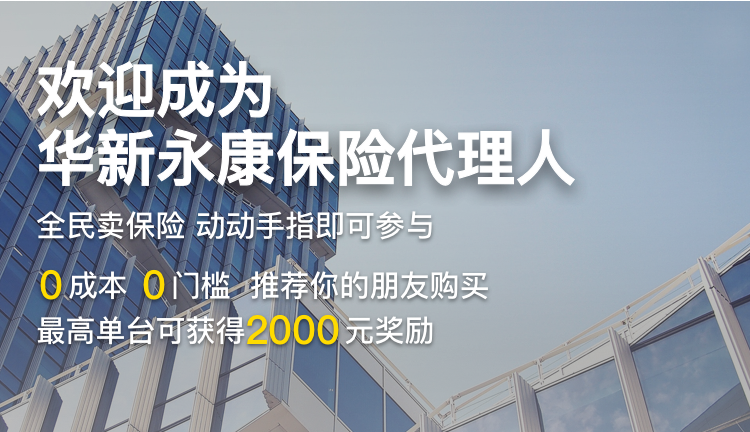 欢迎成为
华新永康保险代理人
全民卖保险 动动手指即可参与
0成本 0门槛 推荐你的朋友购买
最高单台可获得2000元奖励